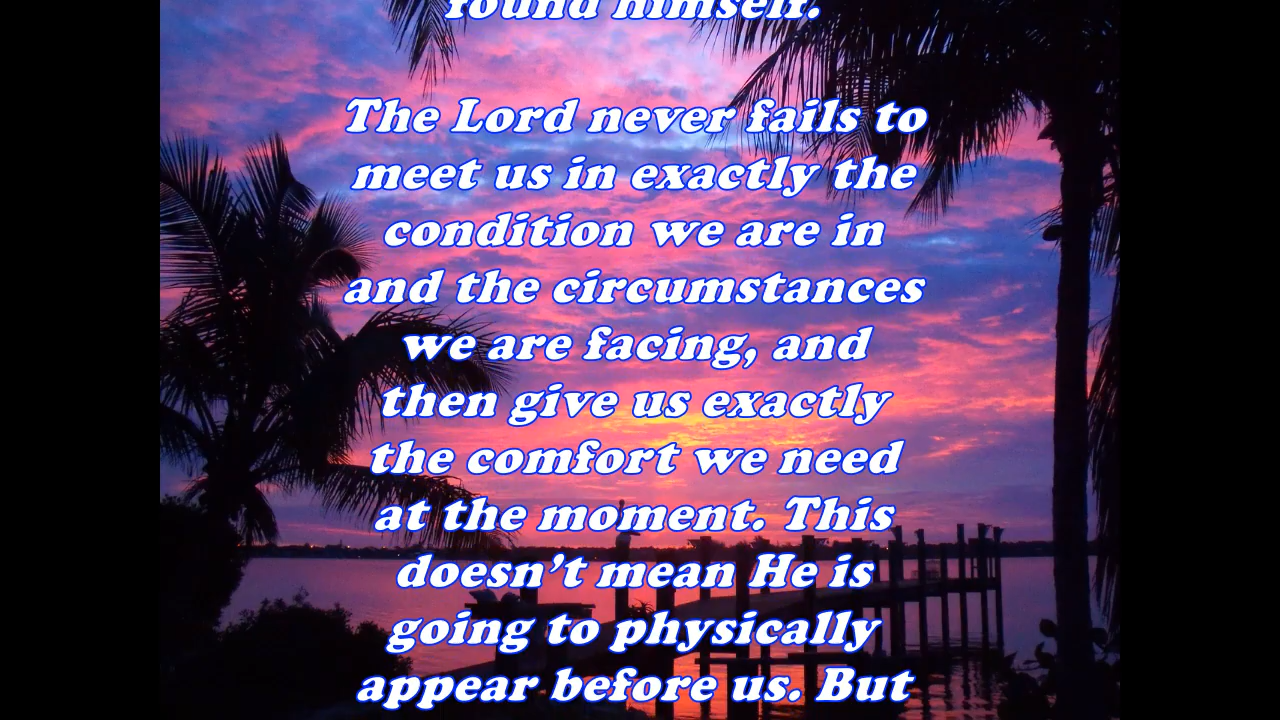 found himself.
The Lord never fails to
meet us in exactly the
condition we are in
and the circumstances
we are facing, and
then give us exactly
the comfort we need
at the moment. This
doesn't mean He is
going to physically
appear before us. But